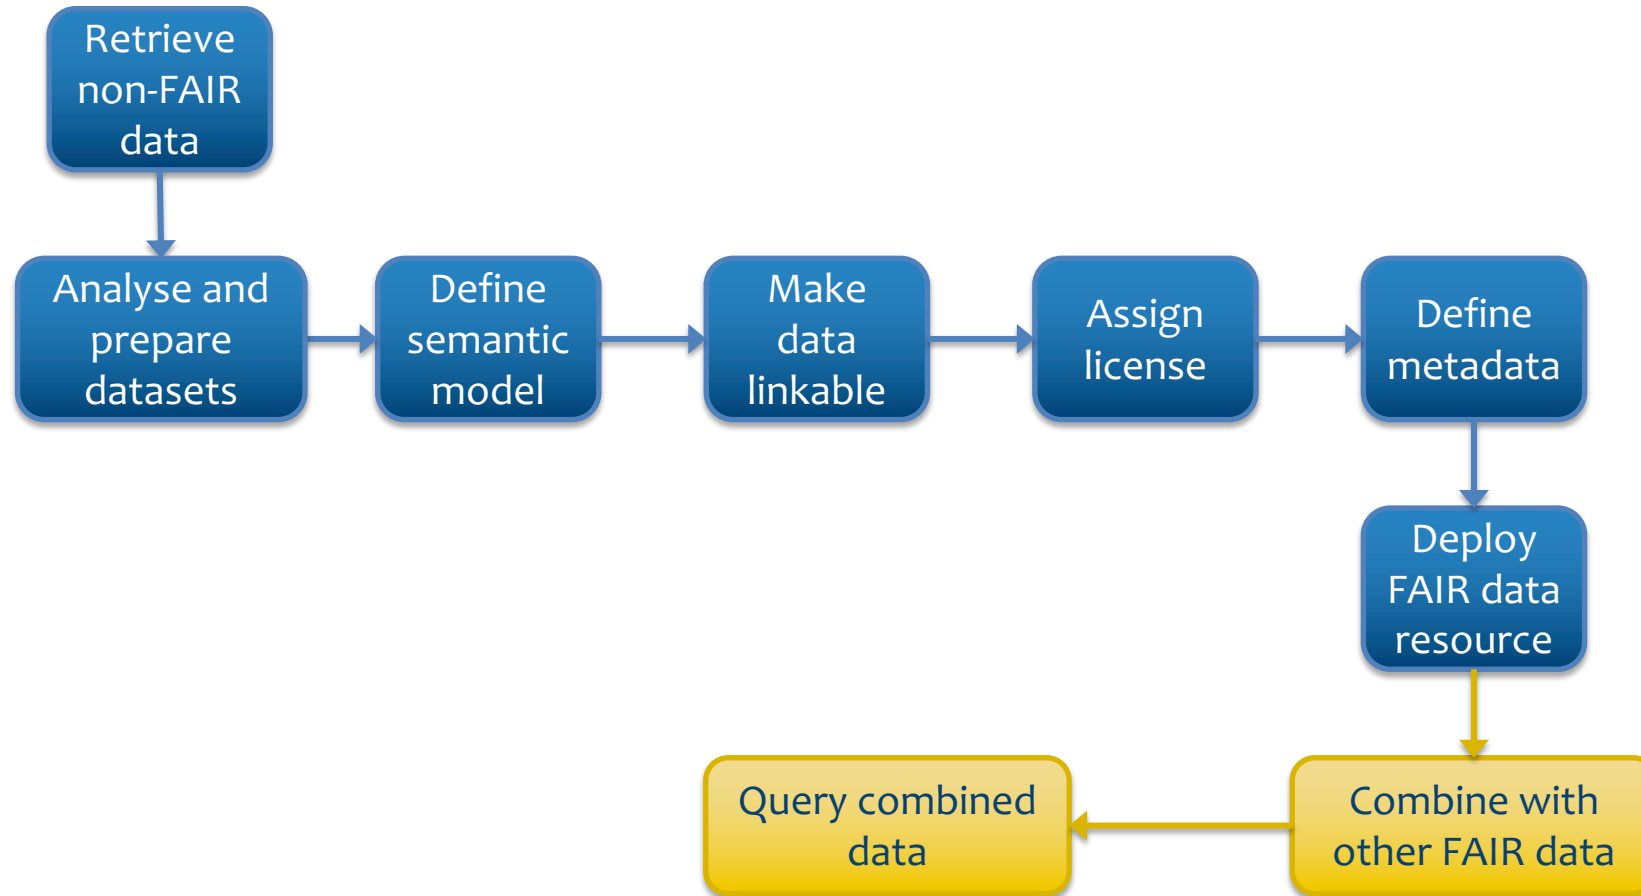 Retrieve
non-FAIR
data
Analyse and
prepare
datasets
Define
semantic
model
Make
data
linkable
Assign
license
Define
metadata
Deploy
FAIR data
resource
Combine with
other FAIR data
Query combined
data